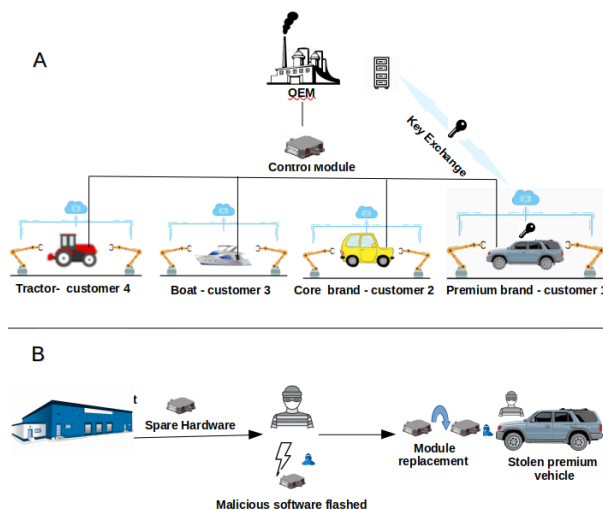 A
OEM
Key Exchange
Control Module
Tractor- customer 4
Boat - customer 3
Core brand - customer 2
Premium brand - customer 1
B
Spare Hardware
Module
replacement
Stolen premium
vehicle
Malicious software flashed